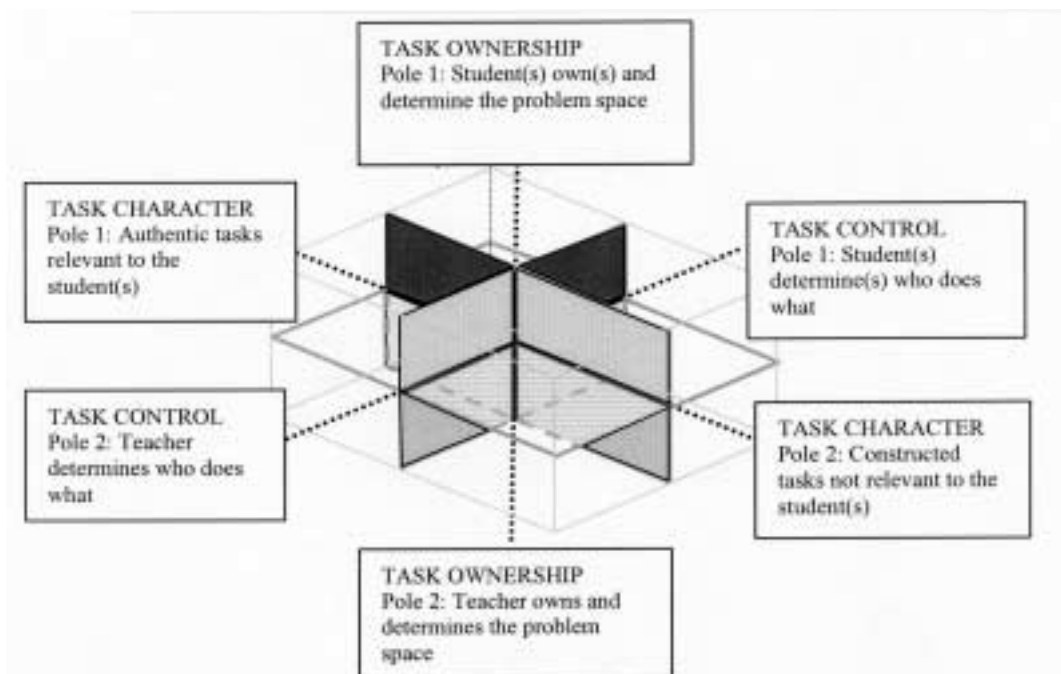 TASK OWNERSHIP
Pole 1: Student(s) own(s) and
determine the problem space
TASK CHARACTER
Pole 1: Authentic tasks
relevant to the
student(s)
TASK CONTROL
Pole 1: Student(s)
determine(s) who does
what
TASK CONTROL
Pole 2: Teacher
determines who does
what
TASK CHARACTER
Pole 2: Constructed
tasks not relevant to the
student(s)
TASK OWNERSHIP
Pole 2: Teacher owns and
determines the problem
space